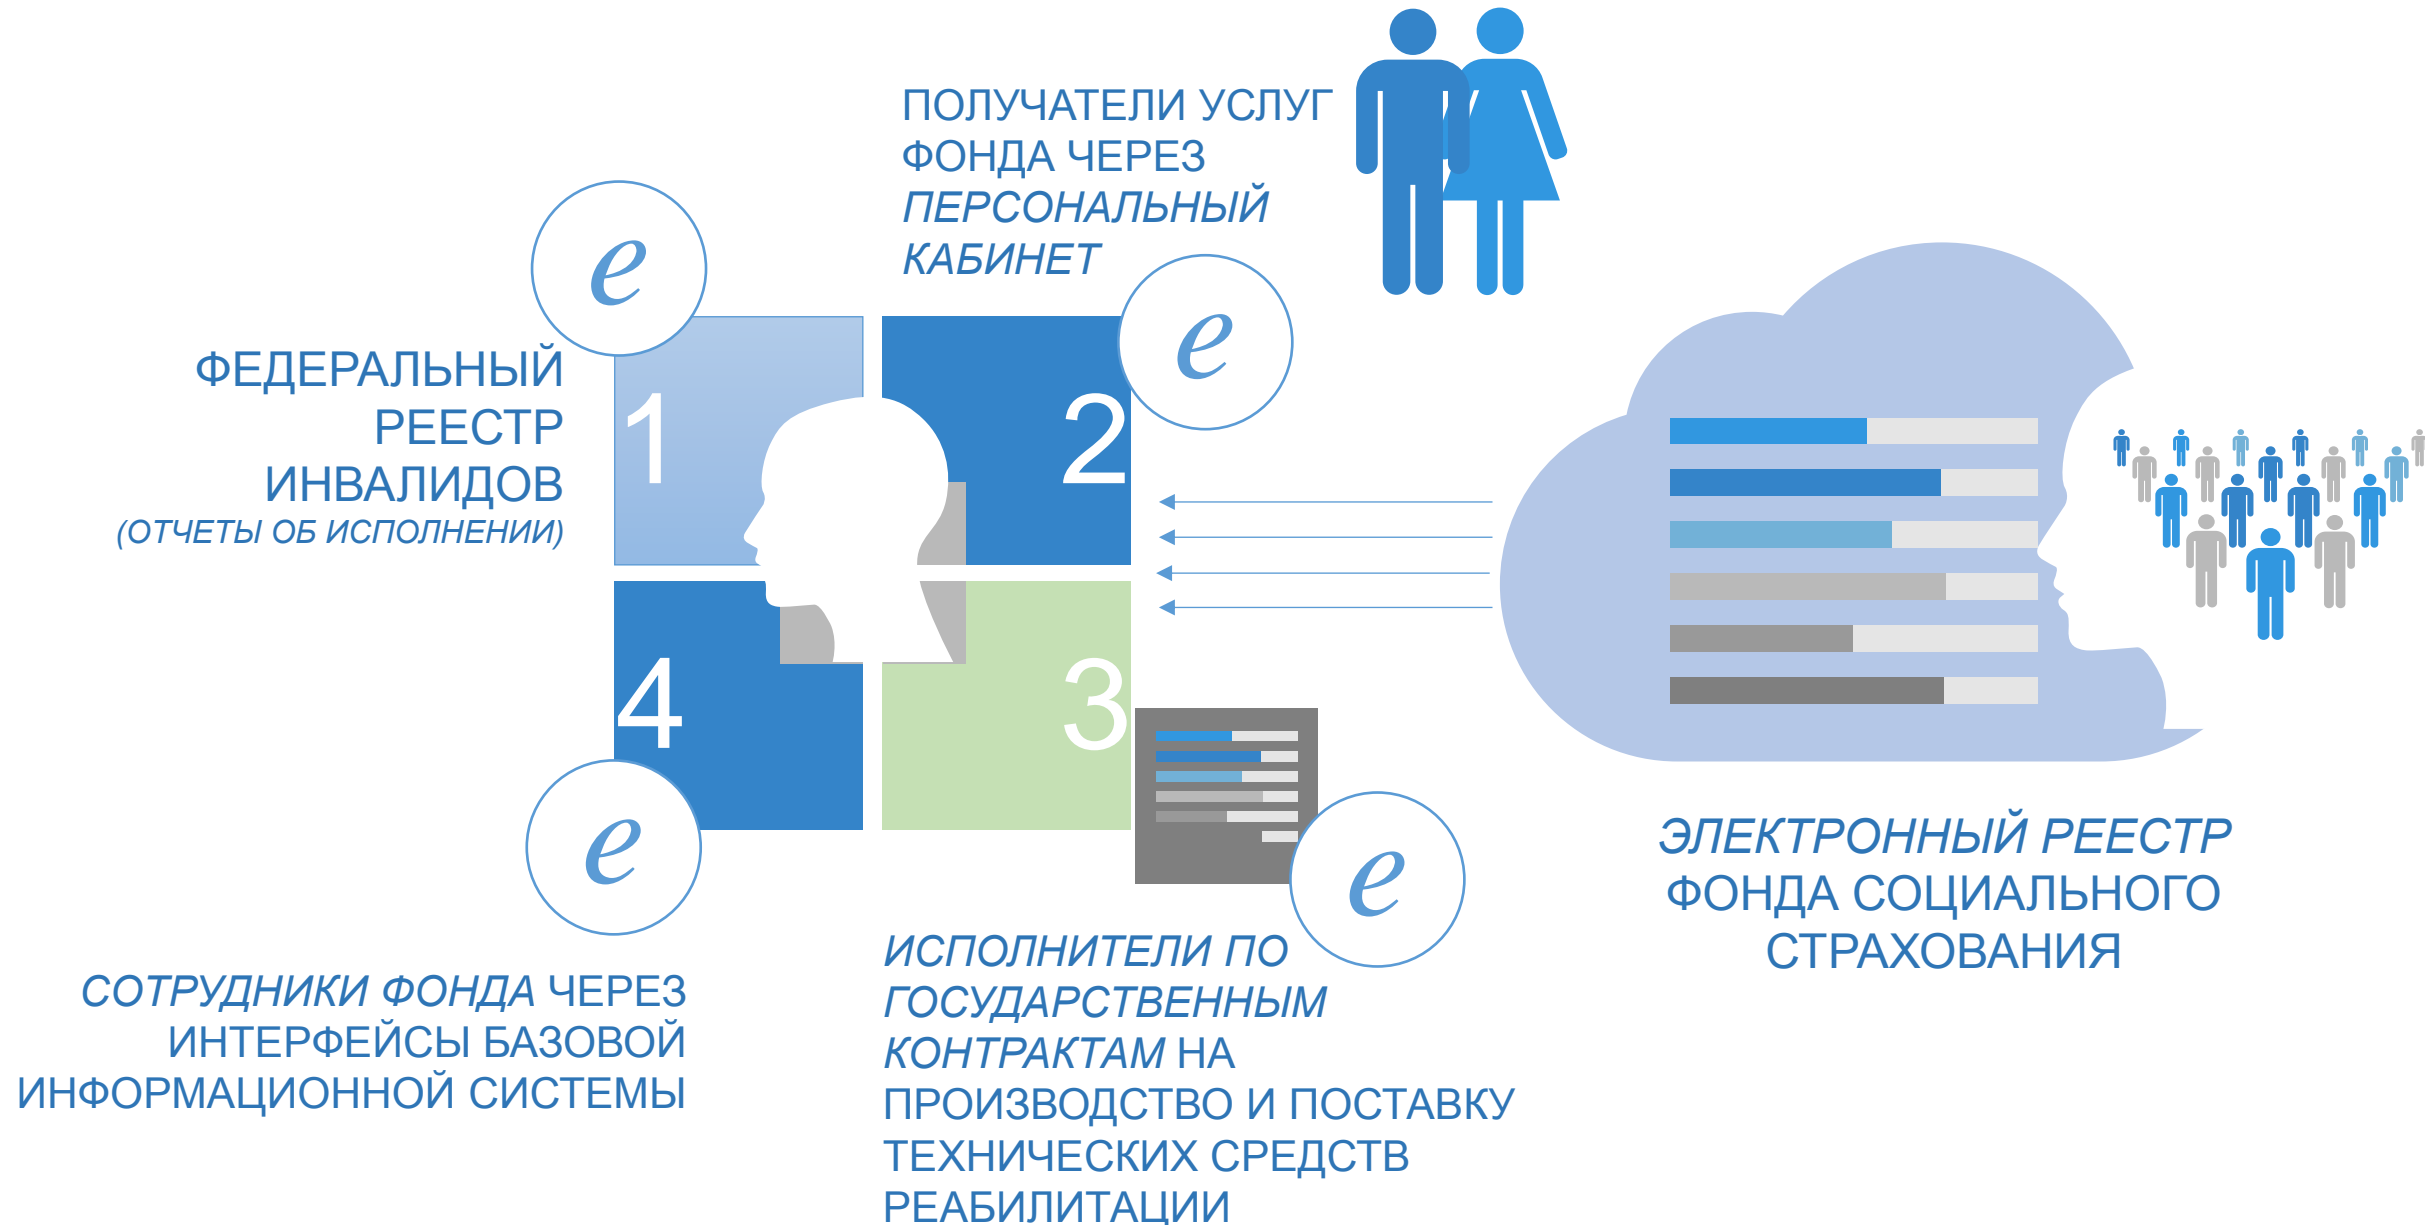 ПОЛУЧАТЕЛИ УСЛУГ
ФОНДА ЧЕРЕЗ
ПЕРСОНАЛЬНЫЙ
КАБИНЕТ
e
e
ФЕДЕРАЛЬНЫЙ
РЕЕСТР
ИНВАЛИДОВ
(ОТЧЕТЫ ОБ ИСПОЛНЕНИИ)
1
2
4
3
e
e
СОТРУДНИКИ ФОНДА ЧЕРЕЗ
ИНТЕРФЕЙСЫ БАЗОВОЙ
ИНФОРМАЦИОННОЙ СИСТЕМЫ
ИСПОЛНИТЕЛИ ПО
ГОСУДАРСТВЕННЫМ
КОНТРАКТАМ НА
ПРОИЗВОДСТВО И ПОСТАВКУ
ТЕХНИЧЕСКИХ СРЕДСТВ
РЕАБИЛИТАЦИИ
ЭЛЕКТРОННЫЙ РЕЕСТР
ФОНДА СОЦИАЛЬНОГО
СТРАХОВАНИЯ